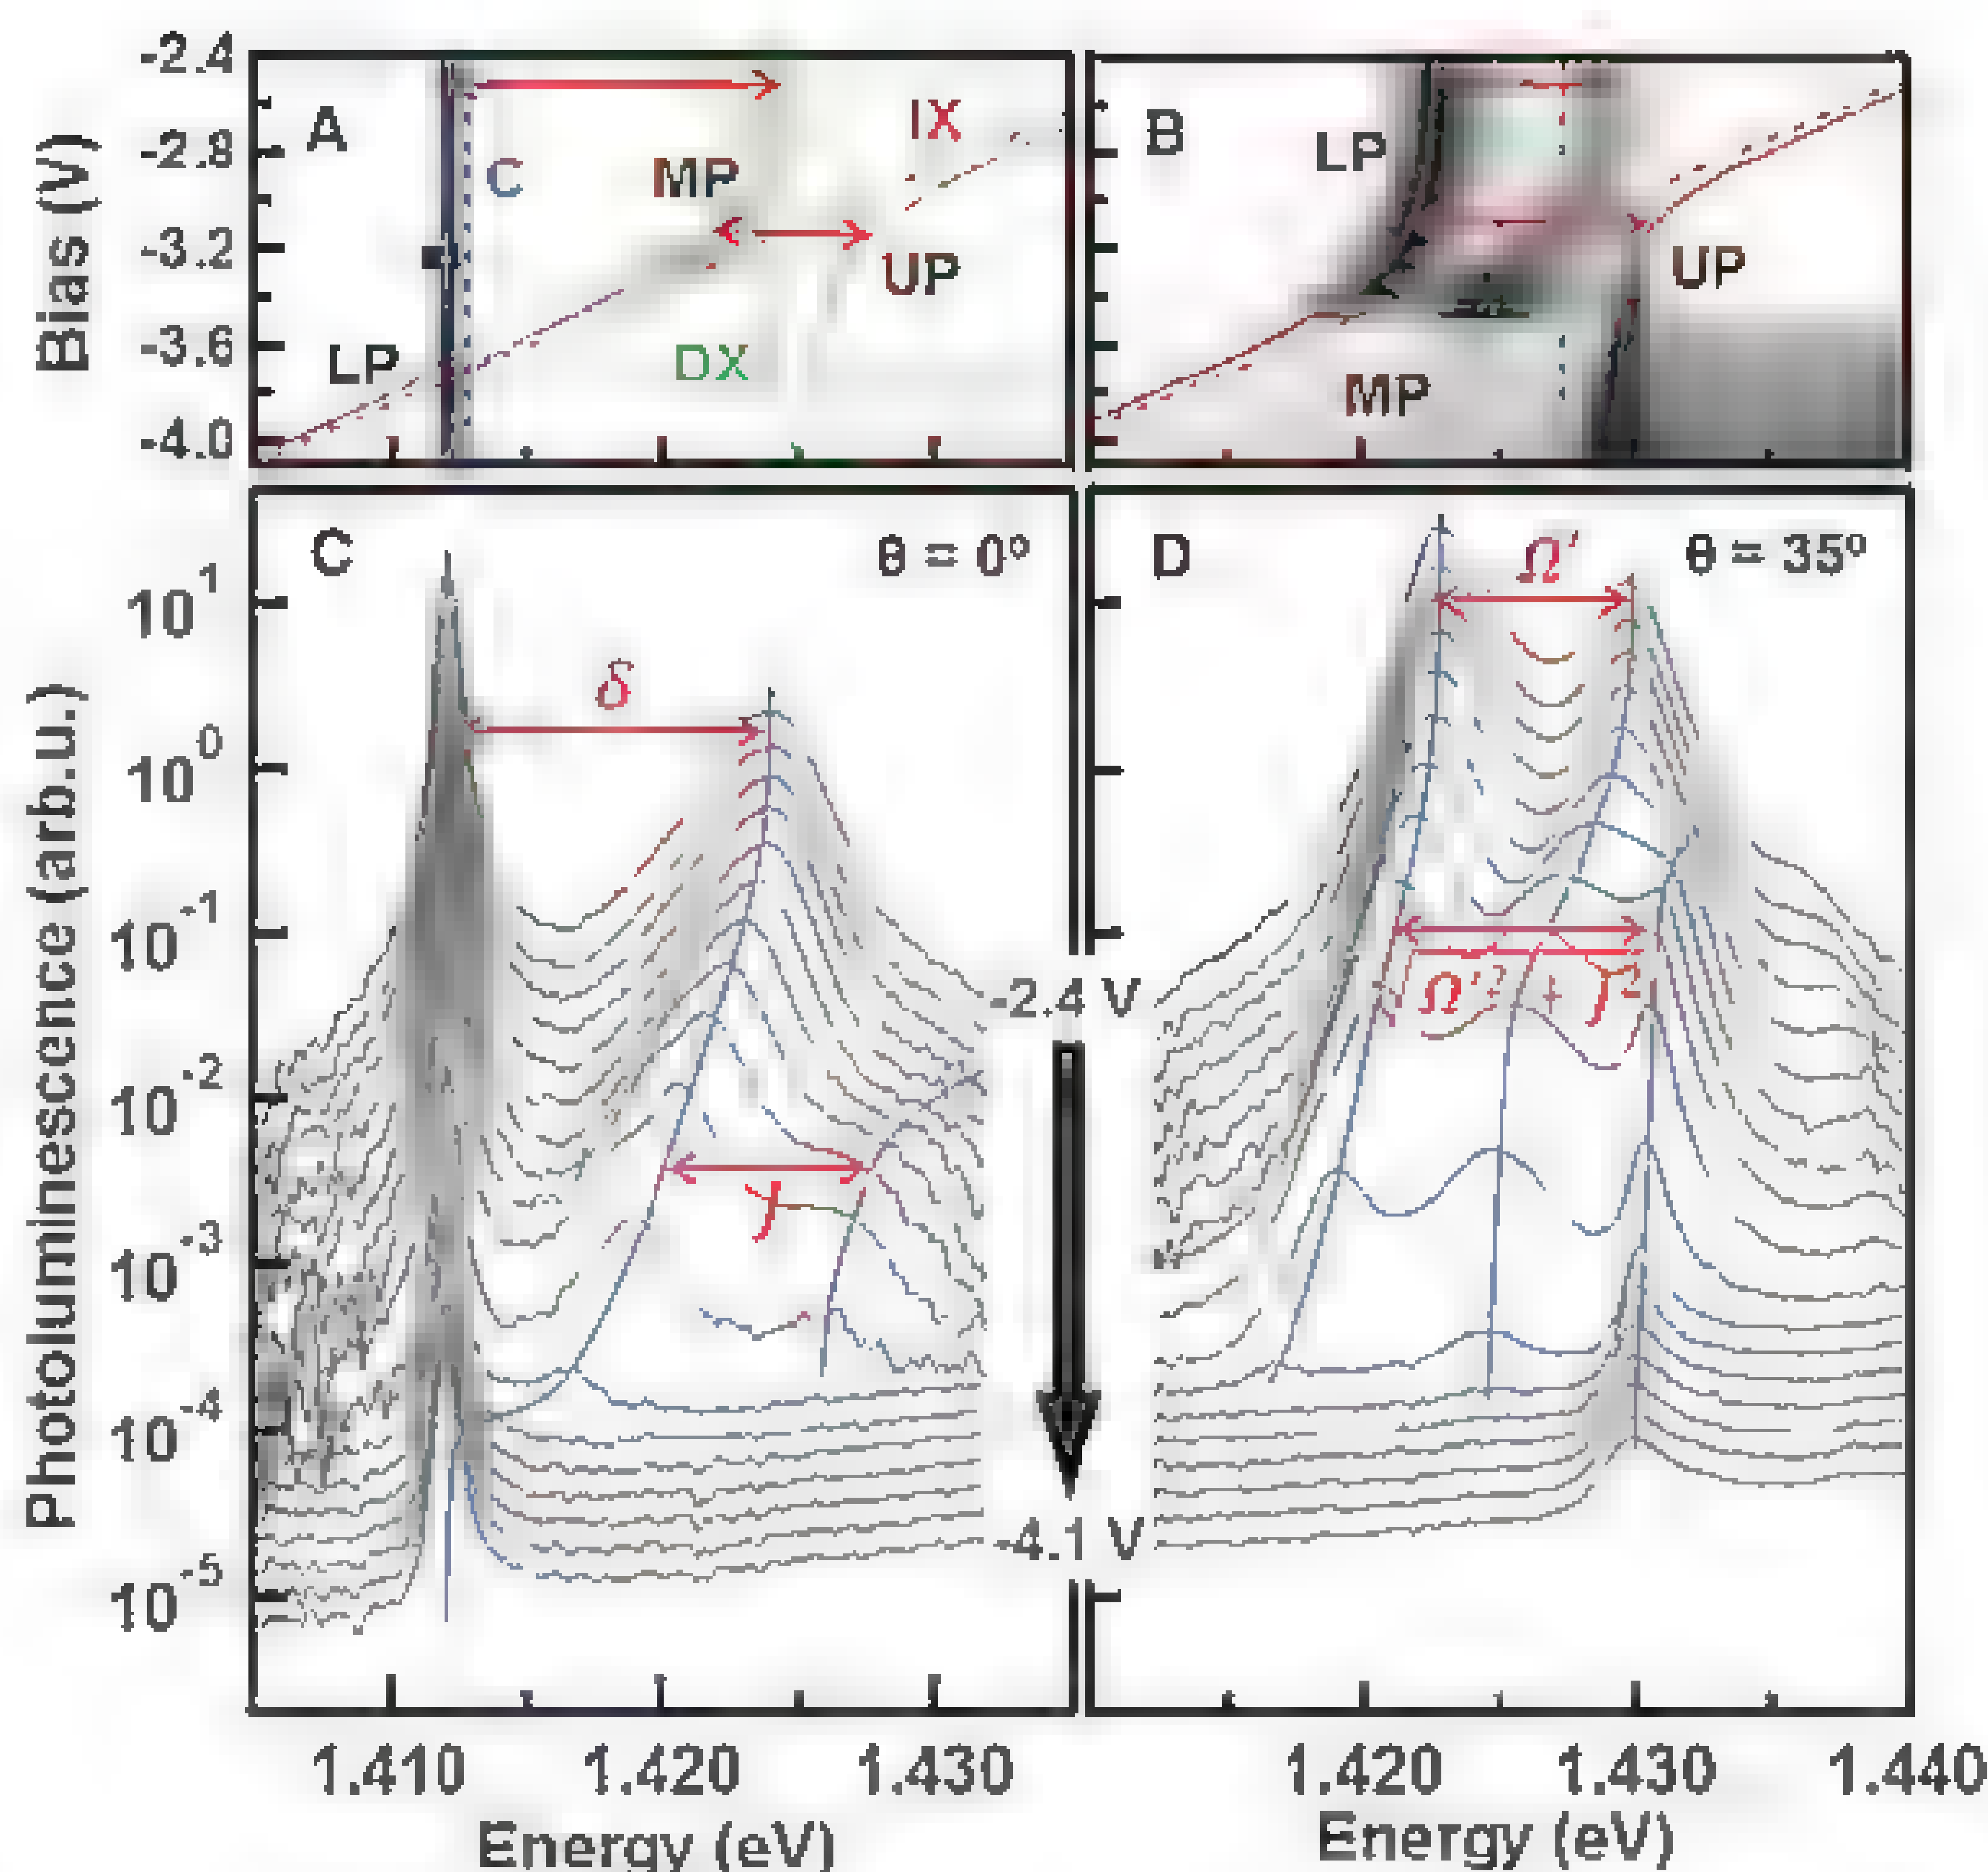 -2.4
-2.8
-3.2
-3.6
-4.0
Bias (V)
A
C
MP
IX
UP
LP
DX
B
LP
UP
MP
C
θ = 0º
δ
D
θ = 35º
Ω′
10¹
10⁰
10⁻¹
10⁻²
10⁻³
10⁻⁴
10⁻⁵
Photoluminescence (arb.u.)
-2.4 V
-4.1 V
J
1.410
1.420
1.430
1.420
1.430
1.440
Energy (eV)
Energy (eV)